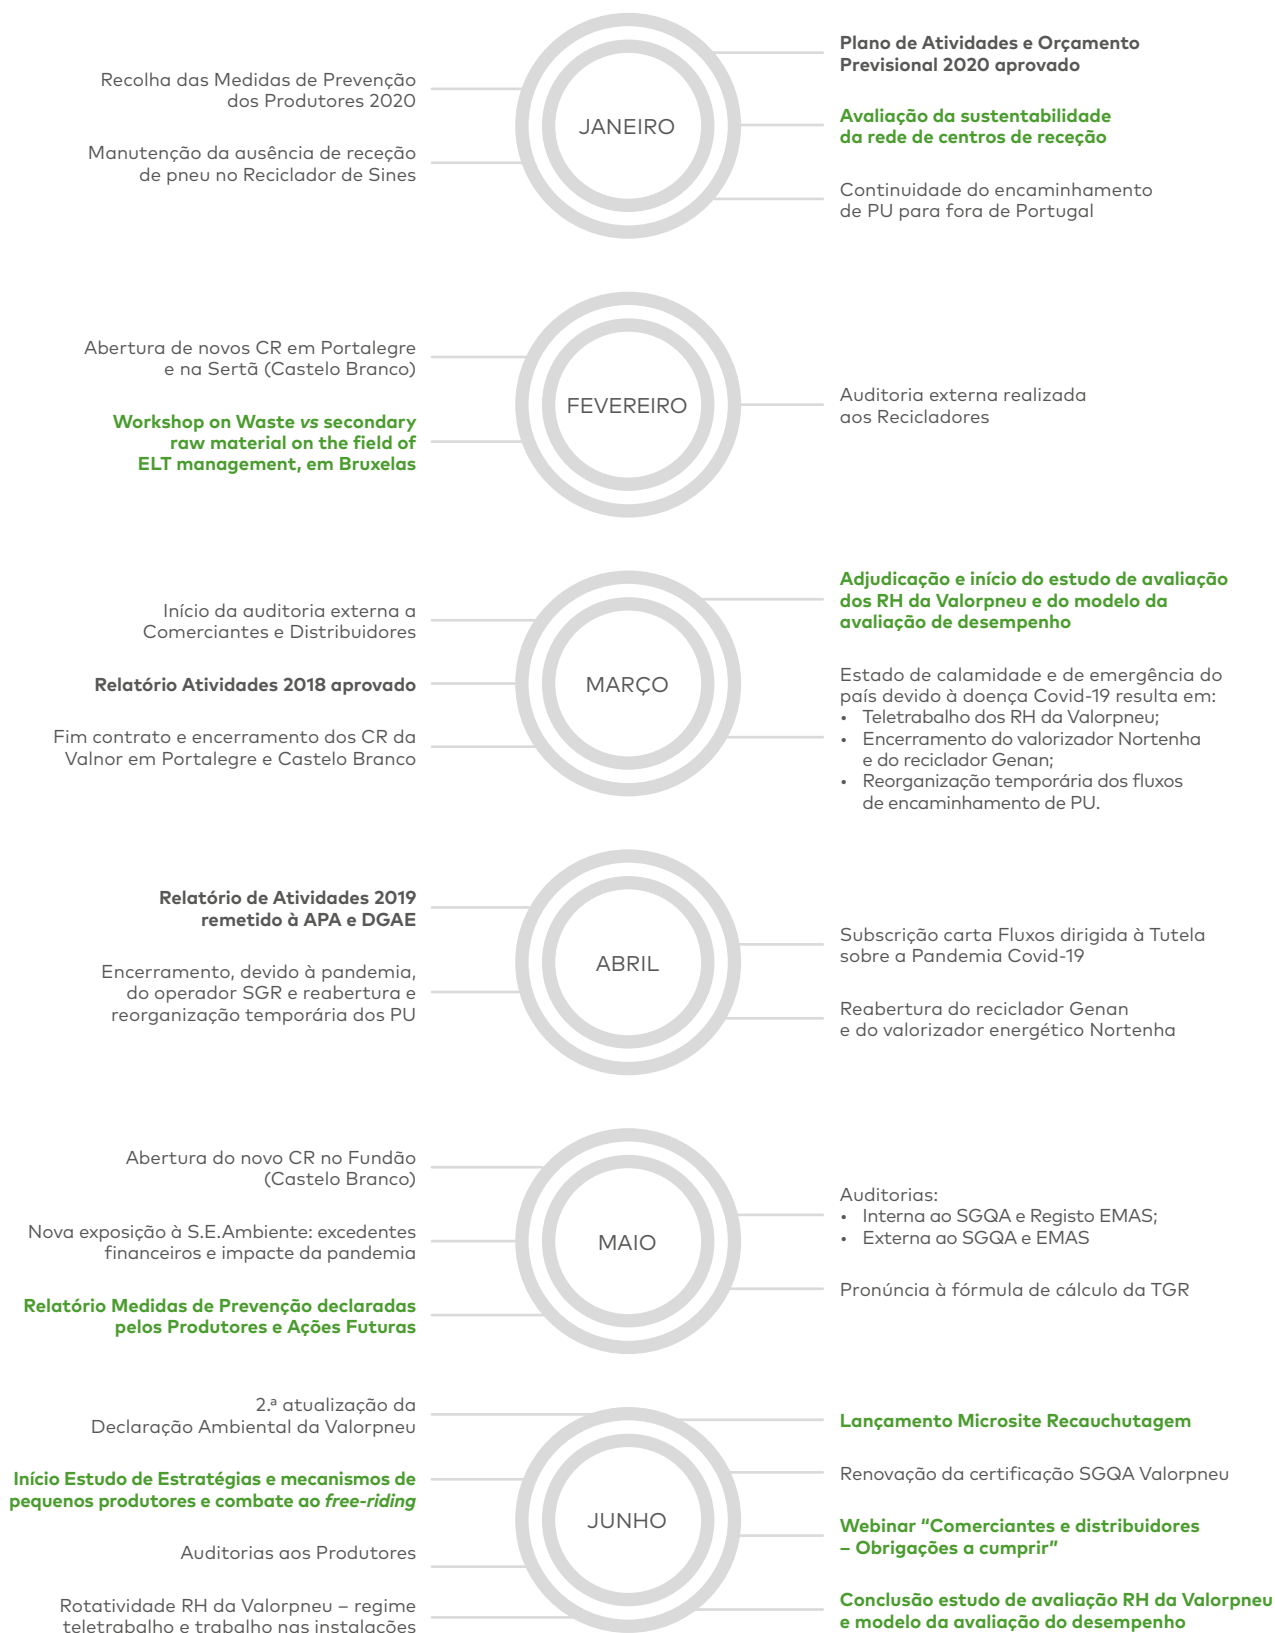 JANEIRO
Recolha das Medidas de Prevenção
dos Produtores 2020
Manutenção da ausência de receção
de pneu no Reciclador de Sines
Plano de Atividades e Orçamento
Previsional 2020 aprovado
Avaliação da sustentabilidade
da rede de centros de receção
Continuidade do encaminhamento
de PU para fora de Portugal
FEVEREIRO
Abertura de novos CR em Portalegre
e na Sertã (Castelo Branco)
Workshop on Waste vs secondary
raw material on the field of
ELT management, em Bruxelas
Auditoria externa realizada
aos Recicladores
MARÇO
Início da auditoria externa a
Comerciantes e Distribuidores
Relatório Atividades 2018 aprovado
Fim contrato e encerramento dos CR da
Valnor em Portalegre e Castelo Branco
Adjudicação e início do estudo de avaliação
dos RH da Valorpneu e do modelo da
avaliação de desempenho
Estado de calamidade e de emergência do
país devido à doença Covid-19 resulta em:
• Teletrabalho dos RH da Valorpneu;
• Encerramento do valorizador Nortenha
e do reciclador Genan;
• Reorganização temporária dos fluxos
de encaminhamento de PU.
ABRIL
Relatório de Atividades 2019
remetido à APA e DGAE
Encerramento, devido à pandemia,
do operador SGR e reabertura e
reorganização temporária dos PU
Subscrição carta Fluxos dirigida à Tutela
sobre a Pandemia Covid-19
Reabertura do reciclador Genan
e do valorizador energético Nortenha
MAIO
Abertura do novo CR no Fundão
(Castelo Branco)
Nova exposição à S.E.Ambiente: excedentes
financeiros e impacte da pandemia
Relatório Medidas de Prevenção declaradas
pelos Produtores e Ações Futuras
Auditorias:
• Interna ao SGQA e Registo EMAS;
• Externa ao SGQA e EMAS
Pronúncia à fórmula de cálculo da TGR
JUNHO
2.ª atualização da
Declaração Ambiental da Valorpneu
Início Estudo de Estratégias e mecanismos de
pequenos produtores e combate ao free-riding
Auditorias aos Produtores
Rotatividade RH da Valorpneu – regime
teletrabalho e trabalho nas instalações
Lançamento Microsite Recauchutagem
Renovação da certificação SGQA Valorpneu
Webinar “Comerciantes e distribuidores
– Obrigações a cumprir”
Conclusão estudo de avaliação RH da Valorpneu
e modelo da avaliação do desempenho